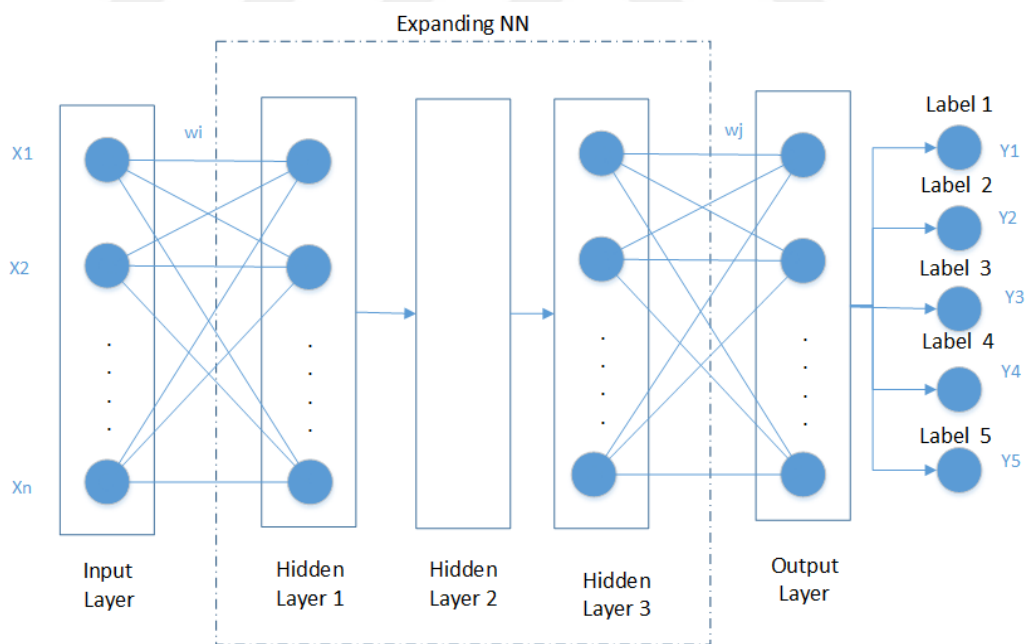 Expanding NN
wi
wj
X1
X2
Xn
Label 1
Y1
Label 2
Y2
Label 3
Y3
Label 4
Y4
Label 5
Y5
Input
Layer
Hidden
Layer 1
Hidden
Layer 2
Hidden
Layer 3
Output
Layer